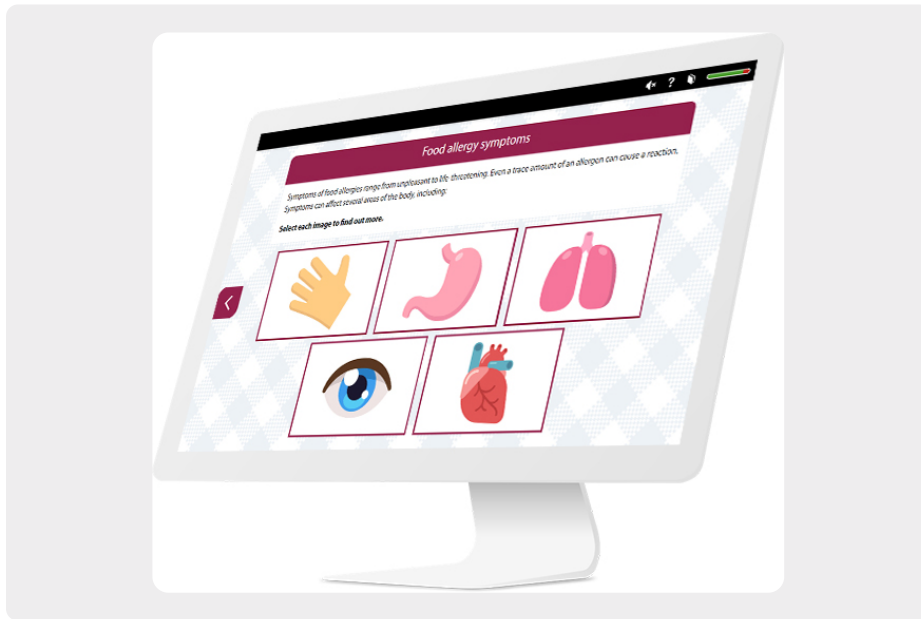 Food allergy symptoms
Symptoms of food allergies range from unpleasant to life-threatening. Even a trace amount of an allergen can cause a reaction.
Symptoms can affect several areas of the body, including:
Select each image to find out more.